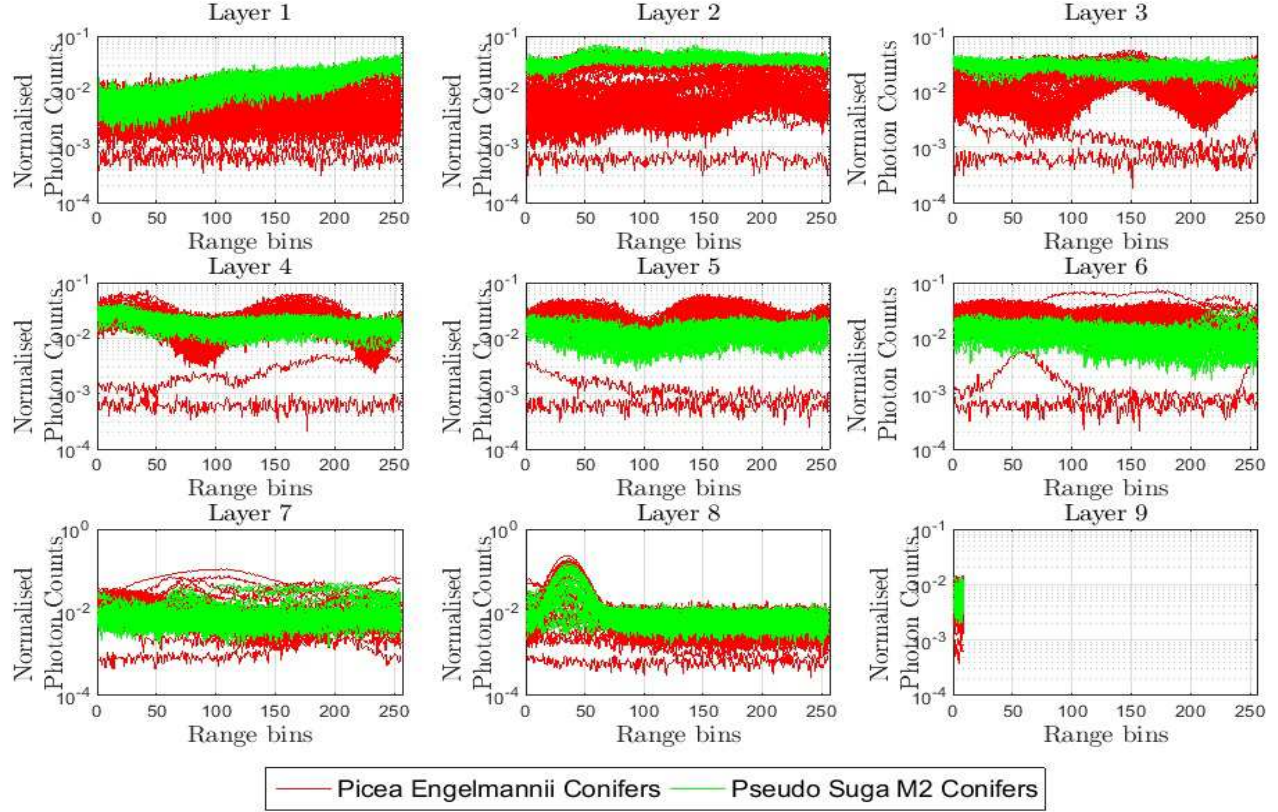 Layer 1
Layer 2
Layer 3
Normalised
Photon Counts
10^-1
10^-2
10^-3
10^-4
0 50 100 150 200 250
Range bins
Normalised
Photon Counts
10^-1
10^-2
10^-3
10^-4
0 50 100 150 200 250
Range bins
Normalised
Photon Counts
10^-1
10^-2
10^-3
10^-4
0 50 100 150 200 250
Range bins
Layer 4
Layer 5
Layer 6
Normalised
Photon Counts
10^-1
10^-2
10^-3
10^-4
0 50 100 150 200 250
Range bins
Normalised
Photon Counts
10^-1
10^-2
10^-3
10^-4
0 50 100 150 200 250
Range bins
Normalised
Photon Counts
10^-1
10^-2
10^-3
10^-4
0 50 100 150 200 250
Range bins
Layer 7
Layer 8
Layer 9
Normalised
Photon Counts
10^0
10^-2
10^-4
0 50 100 150 200 250
Range bins
Normalised
Photon Counts
10^0
10^-2
10^-4
0 50 100 150 200 250
Range bins
Normalised
Photon Counts
10^-1
10^-2
10^-3
10^-4
0 50 100 150 200 250
Range bins
Picea Engelmannii Conifers
Pseudo Suga M2 Conifers